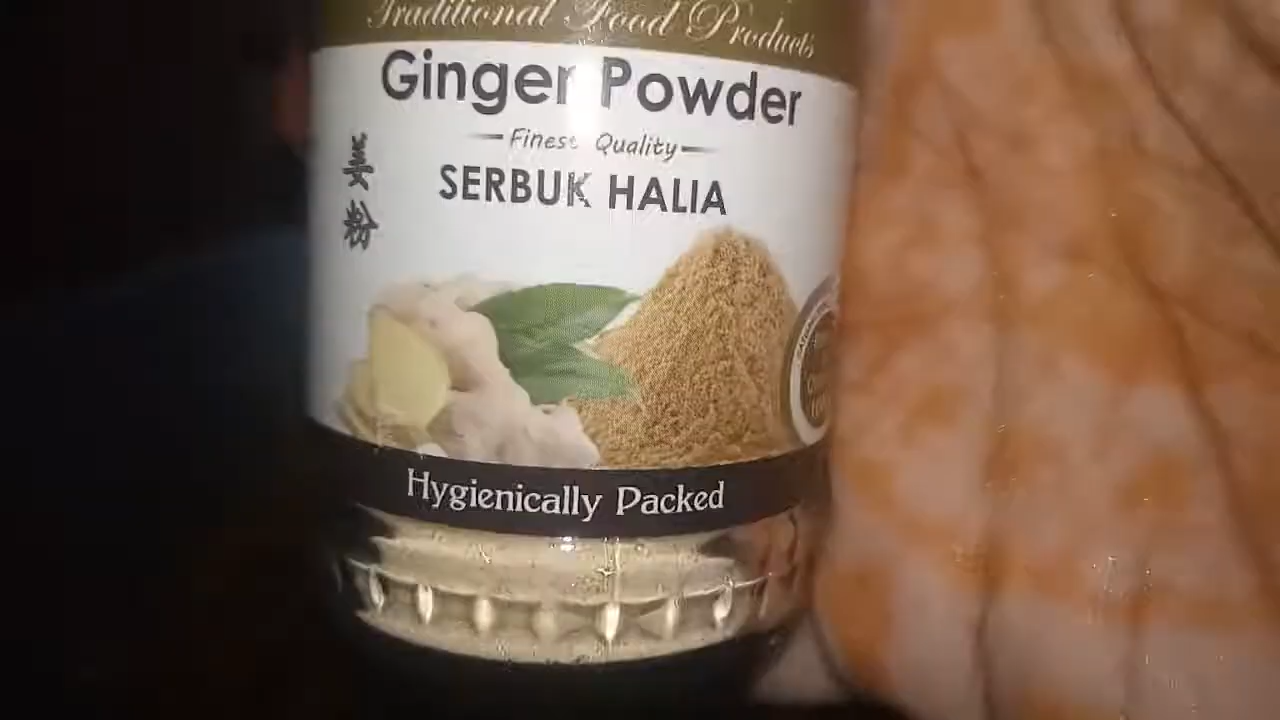 Traditional Food Products
Ginger Powder
Finest Quality
SERBUK HALIA
姜粉
Hygienically Packed